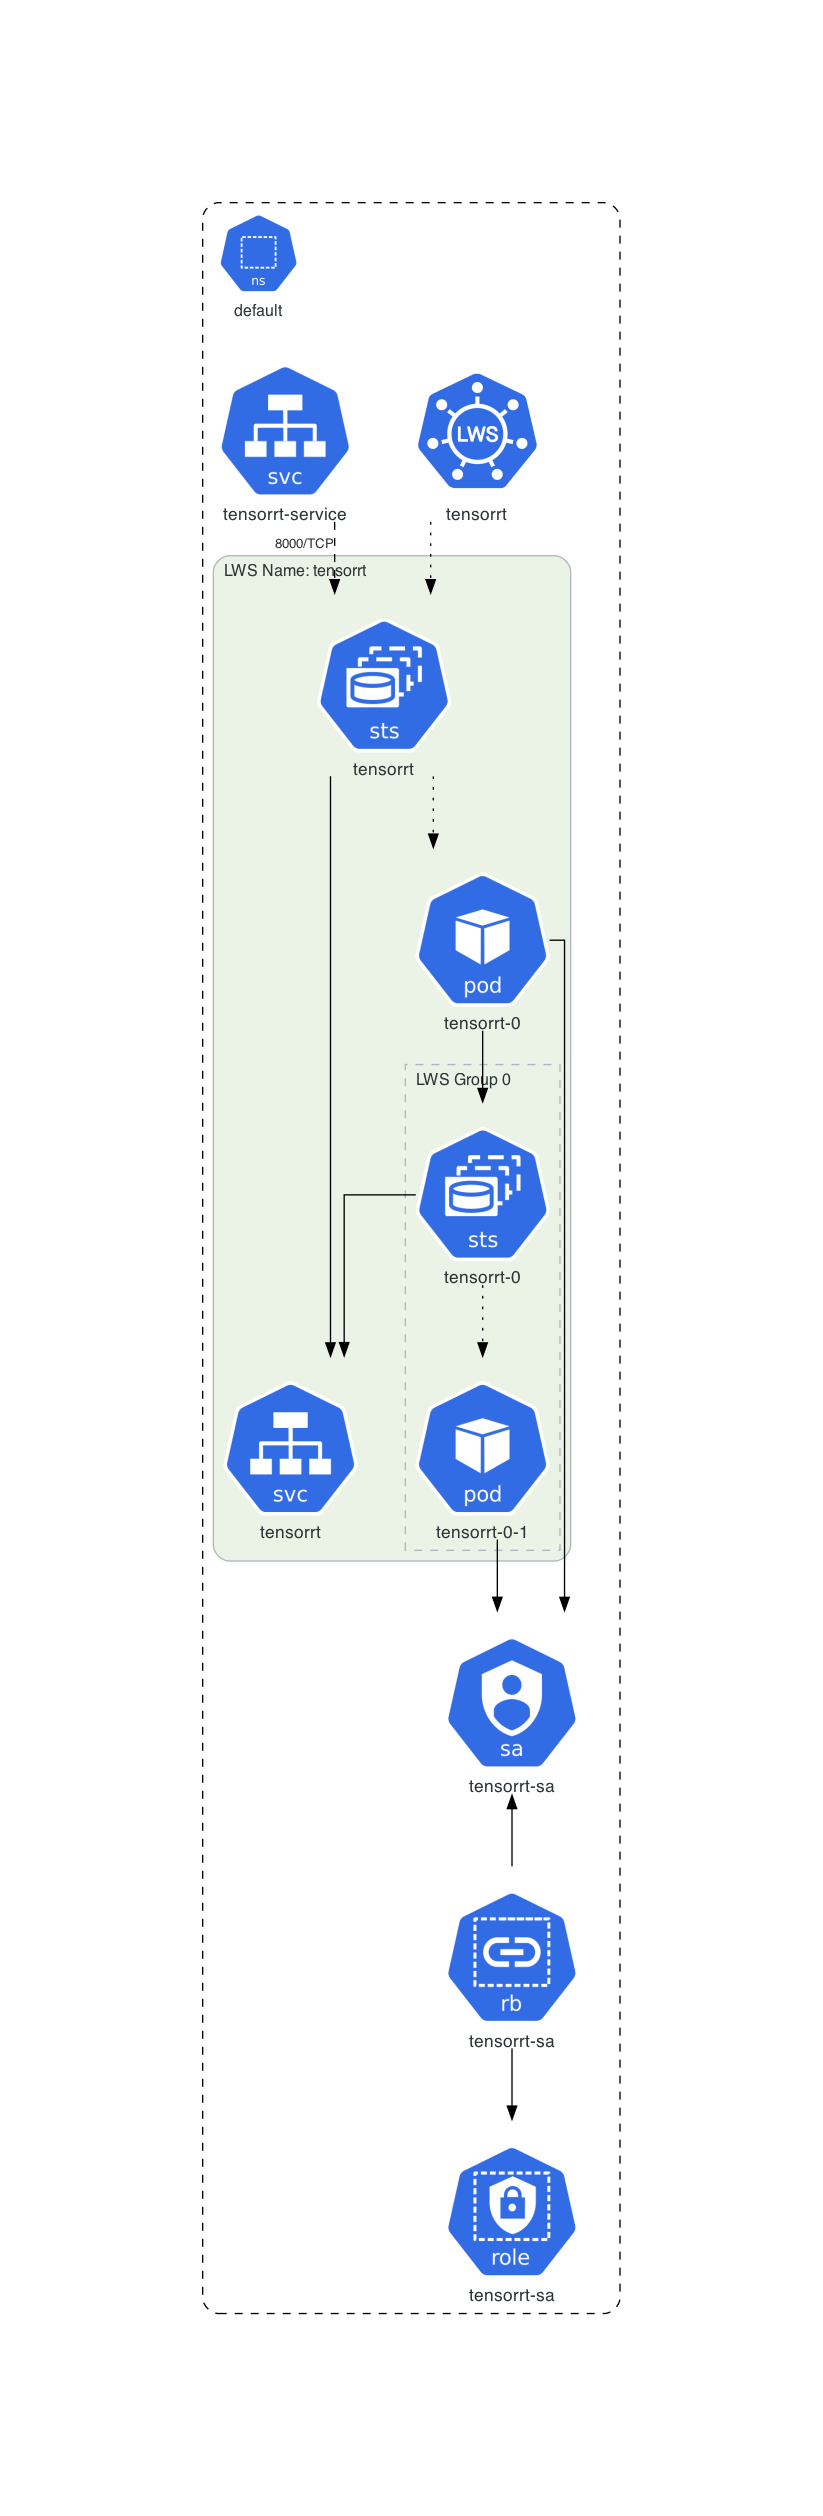 ns
default
LWS
svc
tensorrt-service
tensorrt
8000/TCP
LWS Name: tensorrt
sts
tensorrt
pod
tensorrt-0
LWS Group 0
sts
tensorrt-0
svc
tensorrt
pod
tensorrt-0-1
sa
tensorrt-sa
rb
tensorrt-sa
role
tensorrt-sa